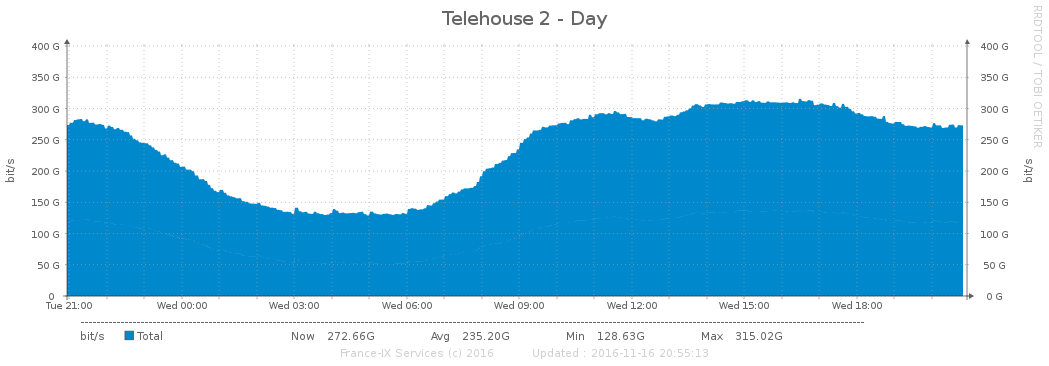 Telehouse 2 - Day
RRDTOOL / TOBI OETIKER
400 G 400 G
350 G 350 G
300 G 300 G
250 G 250 G
200 G 200 G
150 G 150 G
100 G 100 G
50 G 50 G
0 0 G
bit/s bit/s
Tue 21:00 Wed 00:00 Wed 03:00 Wed 06:00 Wed 09:00 Wed 12:00 Wed 15:00 Wed 18:00
bit/s Total Now 272.66G Avg 235.20G Min 128.63G Max 315.02G
France-IX Services (c) 2016 Updated : 2016-11-16 20:55:13